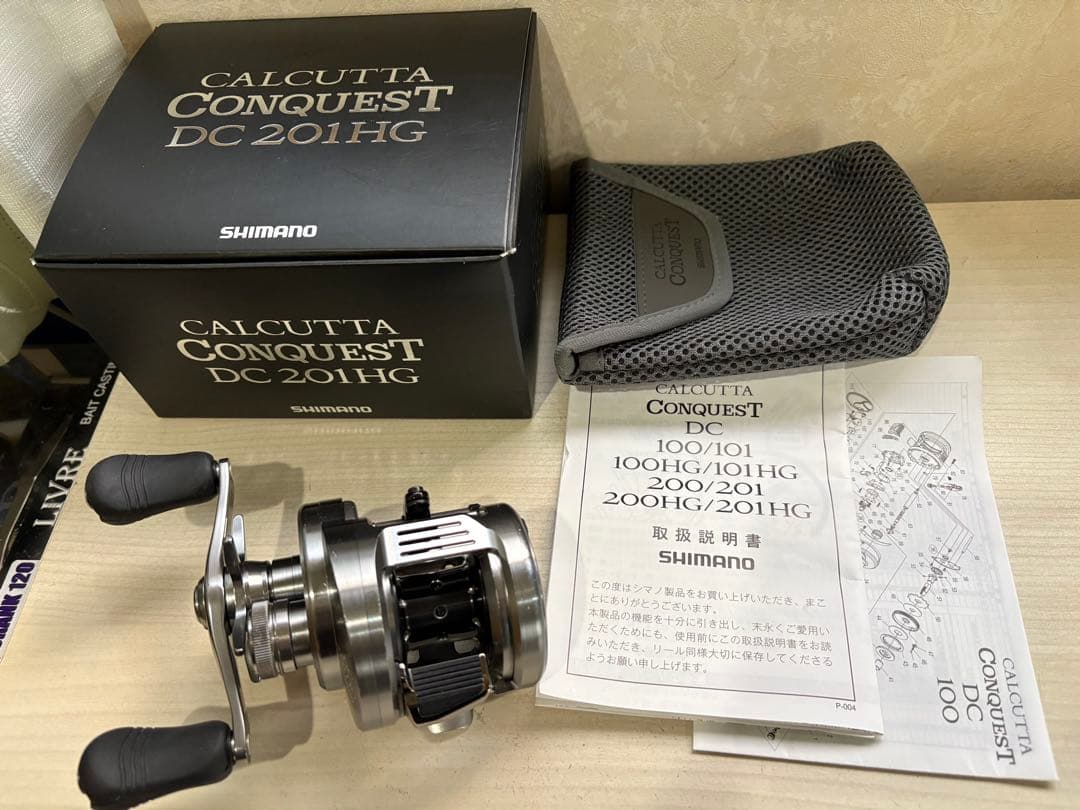 CALCUTTA
CONQUEST
DC 201HG
SHIMANO
CALCUTTA
CONQUEST
DC 201HG
SHIMANO
CALCUTTA
CONQUEST
SHIMANO
LIVRE
BAIT CASTI
CRANK 120
CALCUTTA
CONQUEST
DC
100/101
100HG/101HG
200/201
200HG/201HG
取扱説明書
SHIMANO
この度はシマノ製品をお買い上げいただき、まこ
とにありがとうございます。
本製品の機能を十分に引き出し、末永くご愛用い
ただくためにも、使用前にこの取扱説明書をお読
みいただき、リール同様大切に保存してくださる
ようお願い申し上げます。
P-004
CALCUTTA
CONQUEST
DC
100